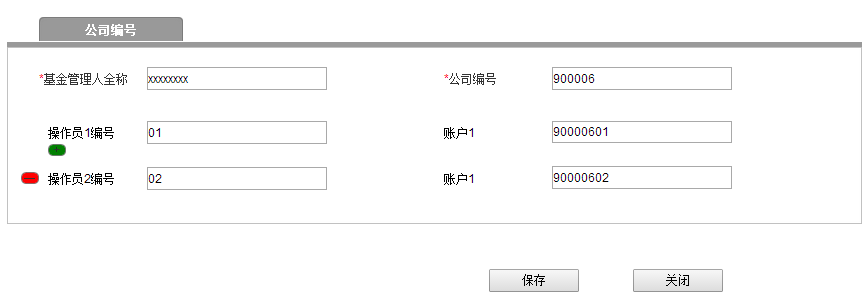 公司编号
*基金管理人全称 xxxxxxxx *公司编号 900006
操作员1编号 01 账户1 90000601
操作员2编号 02 账户1 90000602
保存 关闭